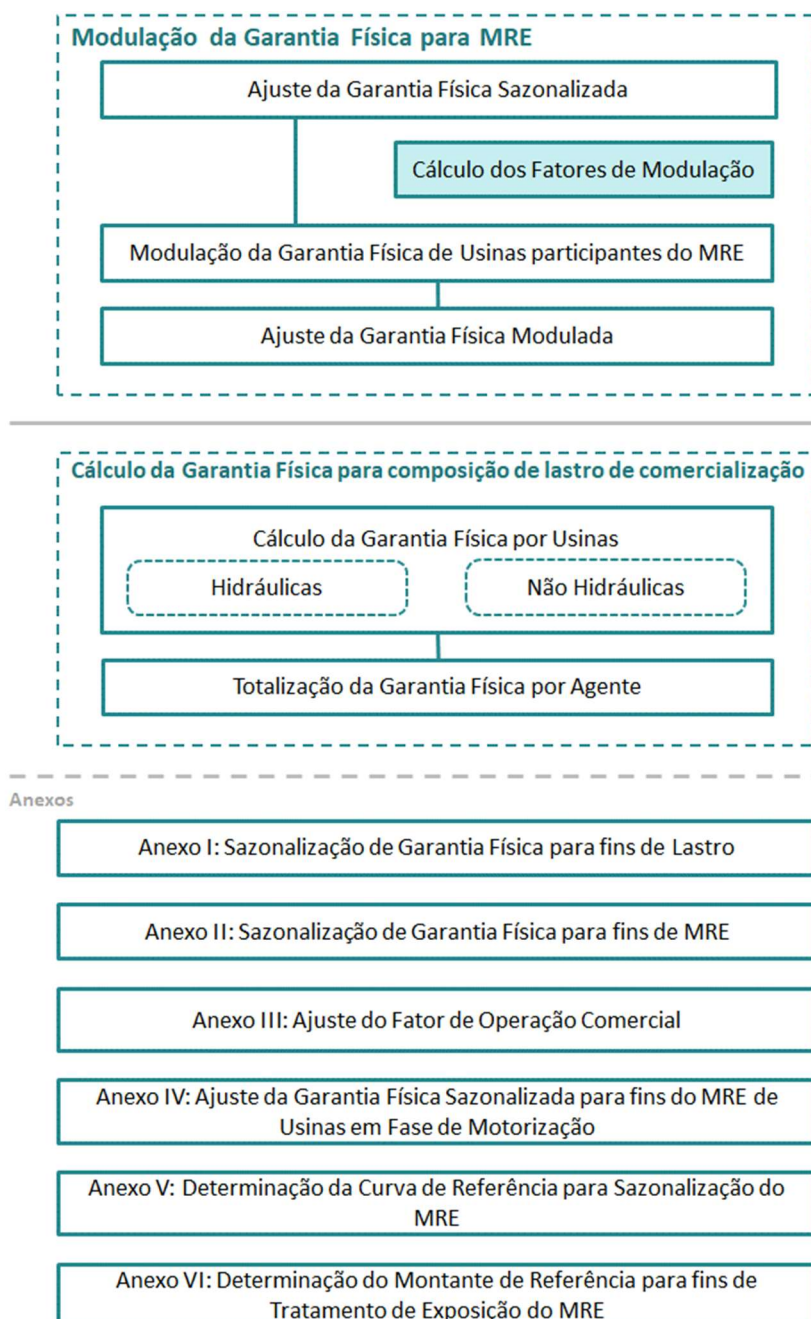 Modulação da Garantia Física para MRE
Ajuste da Garantia Física Sazonalizada
Cálculo dos Fatores de Modulação
Modulação da Garantia Física de Usinas participantes do MRE
Ajuste da Garantia Física Modulada
Cálculo da Garantia Física para composição de lastro de comercialização
Cálculo da Garantia Física por Usinas
Hidráulicas
Não Hidráulicas
Totalização da Garantia Física por Agente
Anexos
Anexo I: Sazonalização de Garantia Física para fins de Lastro
Anexo II: Sazonalização de Garantia Física para fins de MRE
Anexo III: Ajuste do Fator de Operação Comercial
Anexo IV: Ajuste da Garantia Física Sazonalizada para fins do MRE de
Usinas em Fase de Motorização
Anexo V: Determinação da Curva de Referência para Sazonalização do
MRE
Anexo VI: Determinação do Montante de Referência para fins de
Tratamento de Exposição do MRE